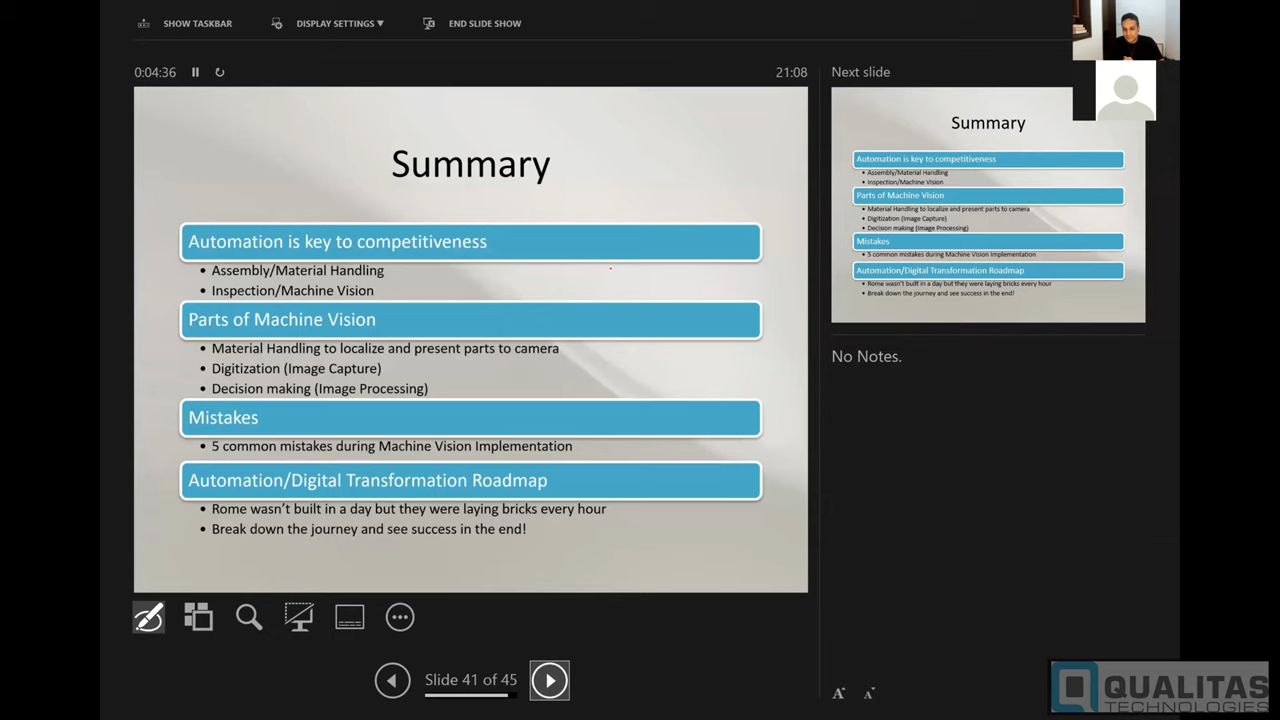 SHOW TASKBAR
DISPLAY SETTINGS ▼
END SLIDE SHOW
0:04:36
21:08
Summary
Automation is key to competitiveness
• Assembly/Material Handling
• Inspection/Machine Vision
Parts of Machine Vision
• Material Handling to localize and present parts to camera
• Digitization (Image Capture)
• Decision making (Image Processing)
Mistakes
• 5 common mistakes during Machine Vision Implementation
Automation/Digital Transformation Roadmap
• Rome wasn't built in a day but they were laying bricks every hour
• Break down the journey and see success in the end!
Slide 41 of 45
Next slide
Summary
Automation is key to competitiveness
• Assembly/Material Handling
• Inspection/Machine Vision
Parts of Machine Vision
• Material Handling to localize and present parts to camera
• Digitization (Image Capture)
• Decision making (Image Processing)
Mistakes
• 5 common mistakes during Machine Vision Implementation
Automation/Digital Transformation Roadmap
• Rome wasn't built in a day but they were laying bricks every hour
• Break down the journey and see success in the end!
No Notes.
A A
QUALITAS
TECHNOLOGIES